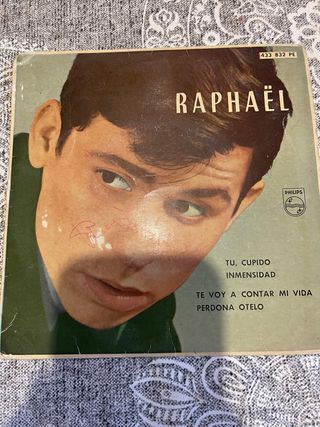 433 832 PE
RAPHAËL
PHILIPS
TU, CUPIDO
INMENSIDAD
TE VOY A CONTAR MI VIDA
PERDONA OTELO